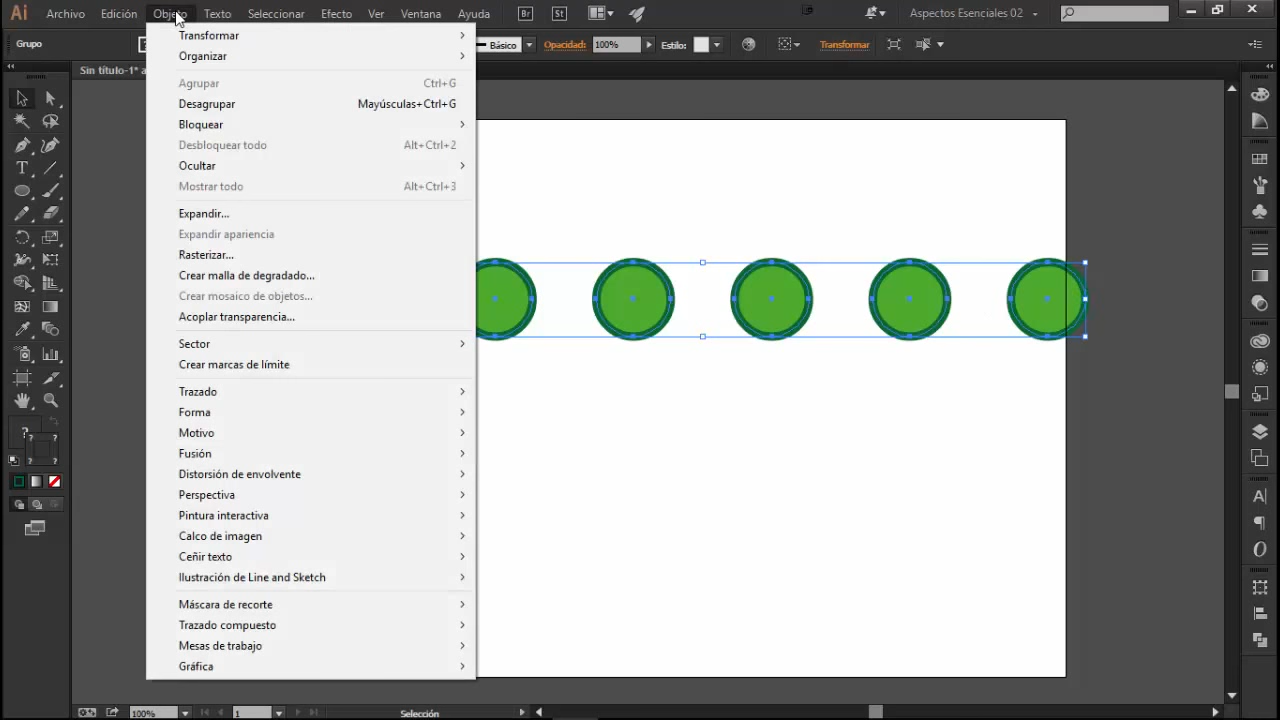 Ai Archivo Edición Objeto Texto Seleccionar Efecto Ver Ventana Ayuda Br St Aspectos Esenciales 02
Grupo Básico Opacidad: 100% Estilo: Transformar
Sin título-1* a
Transformar
Organizar
Agrupar Ctrl+G
Desagrupar Mayúsculas+Ctrl+G
Bloquear
Desbloquear todo Alt+Ctrl+2
Ocultar
Mostrar todo Alt+Ctrl+3
Expandir...
Expandir apariencia
Rasterizar...
Crear malla de degradado...
Crear mosaico de objetos...
Acoplar transparencia...
Sector
Crear marcas de límite
Trazado
Forma
Motivo
Fusión
Distorsión de envolvente
Perspectiva
Pintura interactiva
Calco de imagen
Ceñir texto
Ilustración de Line and Sketch
Máscara de recorte
Trazado compuesto
Mesas de trabajo
Gráfica
100% 1 Selección